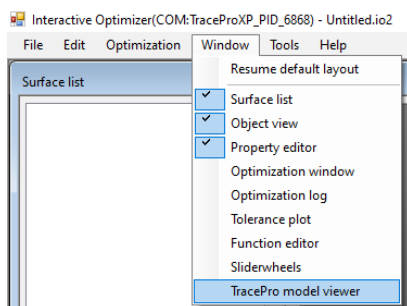 Interactive Optimizer(COM:TraceProXP_PID_6868) - Untitled.io2
File Edit Optimization Window Tools Help
Surface list
Resume default layout
Surface list
Object view
Property editor
Optimization window
Optimization log
Tolerance plot
Function editor
Sliderwheels
TracePro model viewer